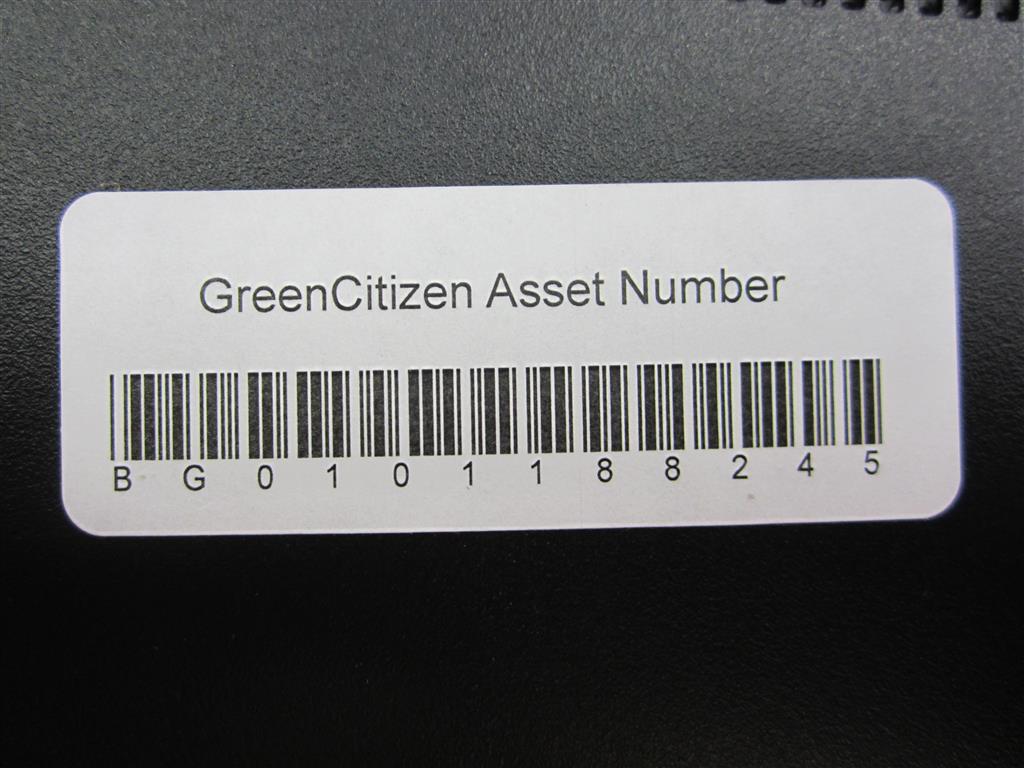 GreenCitizen Asset Number
B G 0 1 0 1 1 8 8 2 4 5